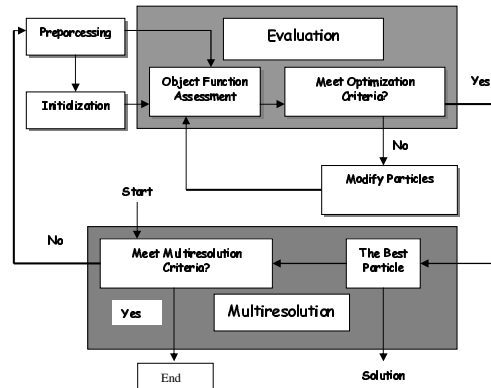 Preporcessing
Evaluation
Object Function
Assessment
Meet Optimization
Criteria?
Yes
Initidization
No
Modify Particles
Start
No
Meet Multiresolution
Criteria?
The Best
Particle
Yes
Multiresolution
End
Solution